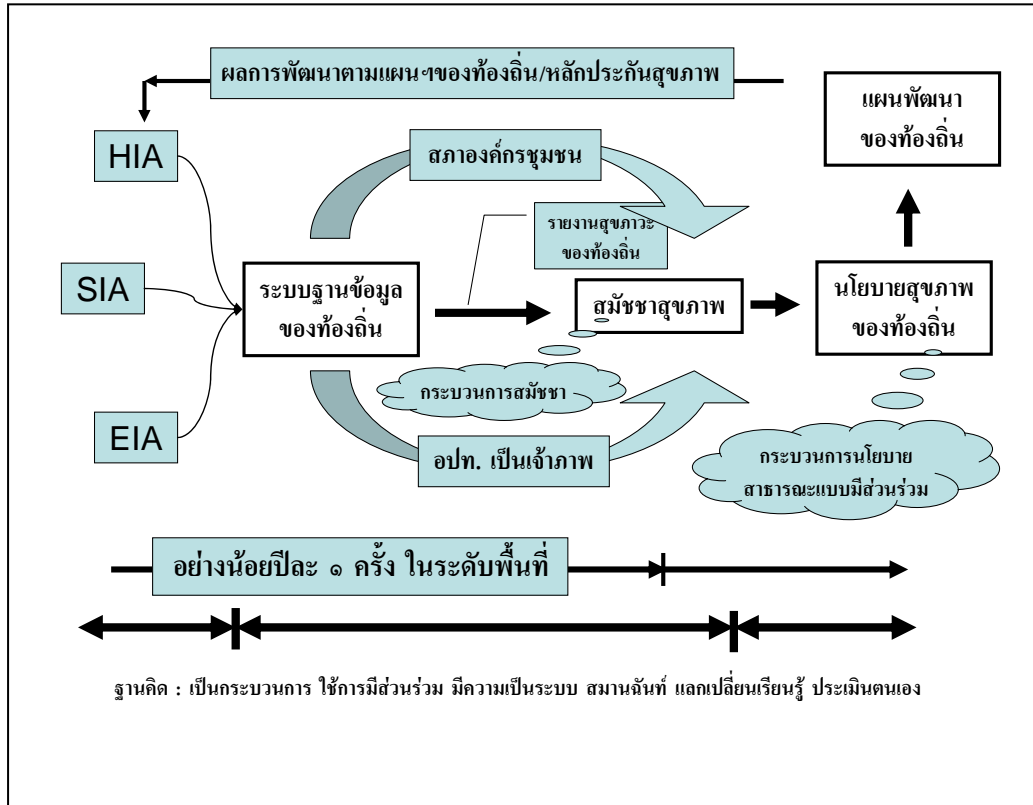 ผลการพัฒนาตามแผนฯของท้องถิ่น/หลักประกันสุขภาพ
แผนพัฒนา
ของท้องถิ่น
HIA
สภาองค์กรชุมชน
รายงานสุขภาวะ
ของท้องถิ่น
SIA
ระบบฐานข้อมูล
ของท้องถิ่น
สมัชชาสุขภาพ
นโยบายสุขภาพ
ของท้องถิ่น
กระบวนการสมัชชา
EIA
อปท. เป็นเจ้าภาพ
กระบวนการนโยบาย
สาธารณะแบบมีส่วนร่วม
อย่างน้อยปีละ ๑ ครั้ง ในระดับพื้นที่
ฐานคิด : เป็นกระบวนการ ใช้การมีส่วนร่วม มีความเป็นระบบ สมานฉันท์ แลกเปลี่ยนเรียนรู้ ประเมินตนเอง